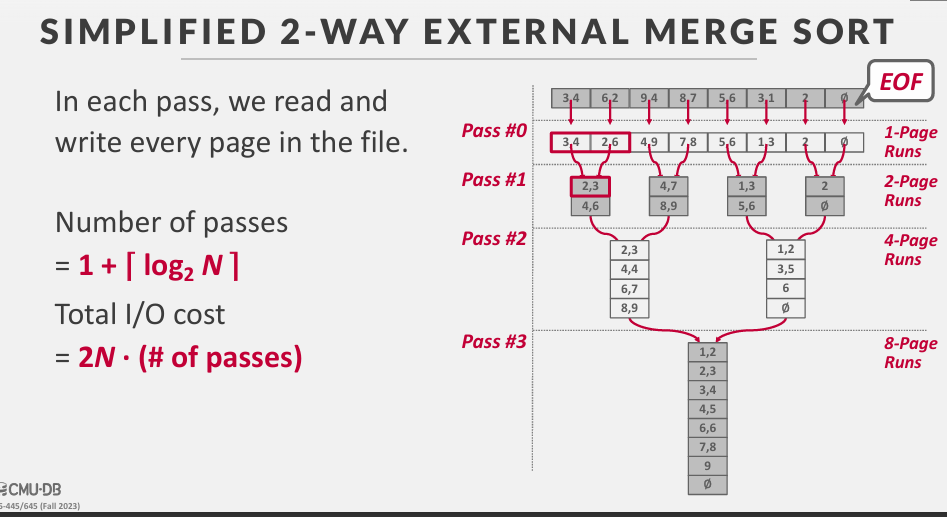 SIMPLIFIED 2-WAY EXTERNAL MERGE SORT
In each pass, we read and
write every page in the file.
Number of passes
= 1 + ⌈ log₂ N ⌉
Total I/O cost
= 2N · (# of passes)
EOF
3,4 6,2 9,4 8,7 5,6 3,1 2 Ø
Pass #0
3,4 2,6 4,9 7,8 5,6 1,3 2 Ø
1-Page
Runs
Pass #1
2,3 4,7 1,3 2
4,6 8,9 5,6 Ø
2-Page
Runs
Pass #2
2,3 1,2
4,4 3,5
6,7 6
8,9 Ø
4-Page
Runs
Pass #3
1,2
2,3
3,4
4,5
6,6
7,8
9
Ø
8-Page
Runs
CMU·DB
5-445/645 (Fall 2023)